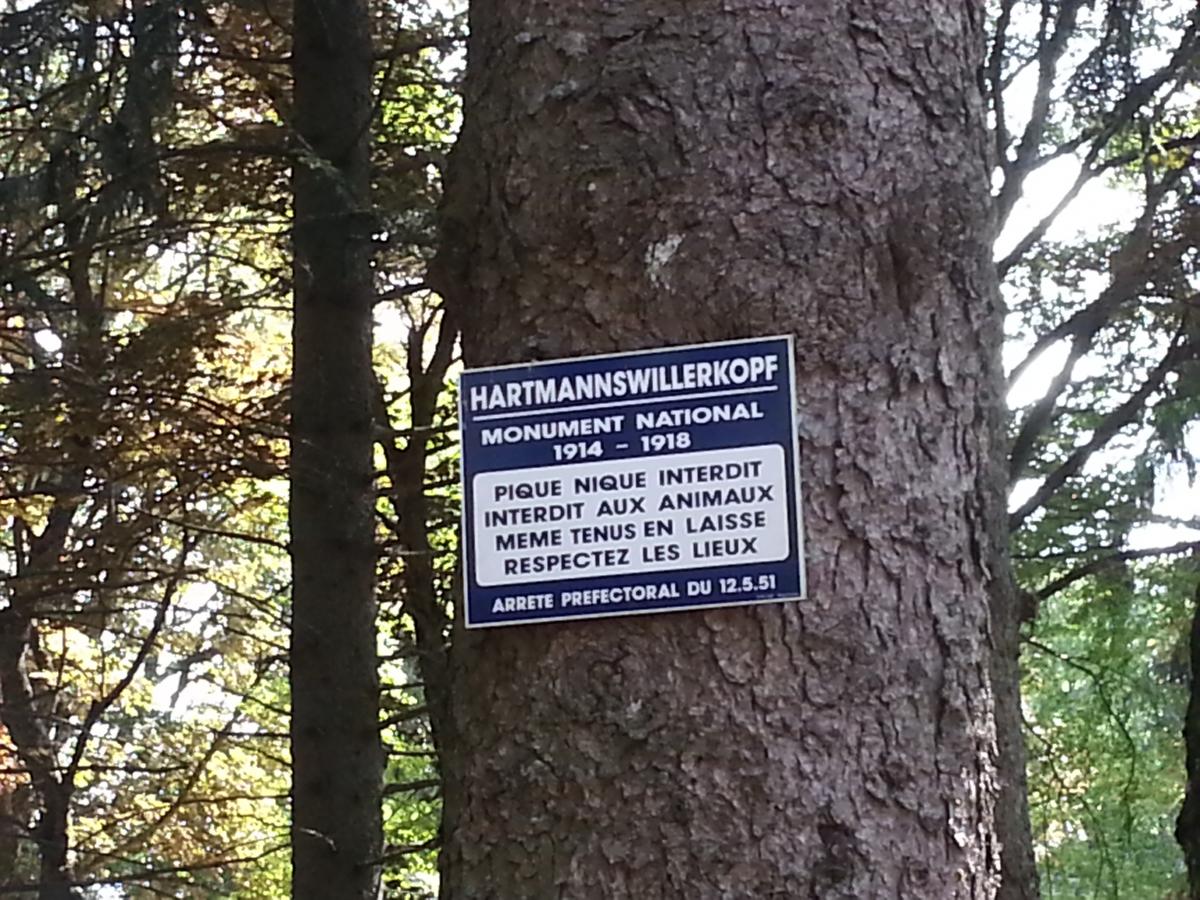 HARTMANNSWILLERKOPF
MONUMENT NATIONAL
1914 - 1918
PIQUE NIQUE INTERDIT
INTERDIT AUX ANIMAUX
MEME TENUS EN LAISSE
RESPECTEZ LES LIEUX
ARRETE PREFECTORAL DU 12.5.51